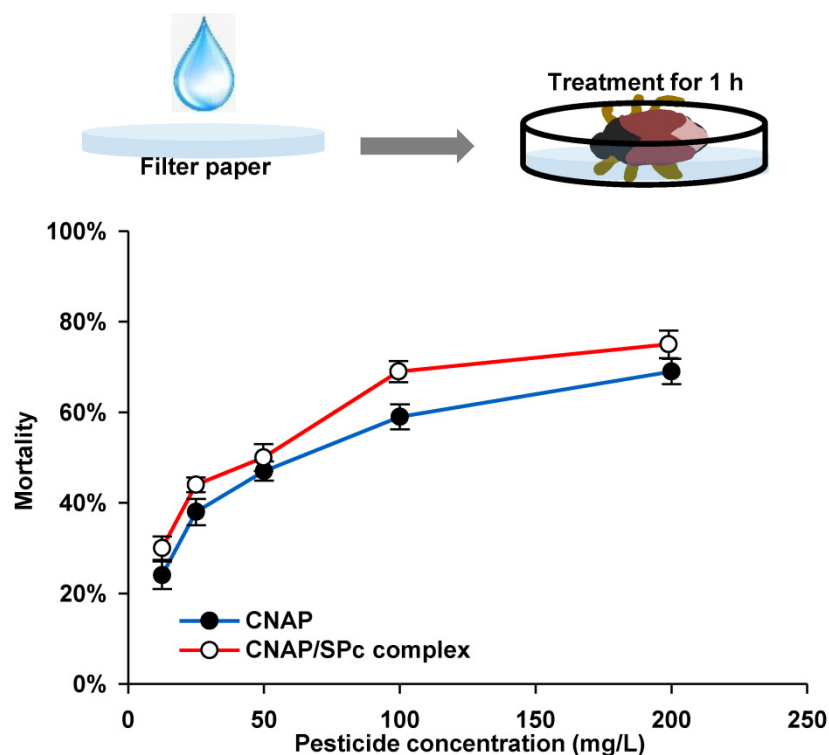 Filter paper
Treatment for 1 h
100%
80%
60%
40%
20%
0%
Mortality
CNAP
CNAP/SPc complex
0
50
100
150
200
250
Pesticide concentration (mg/L)